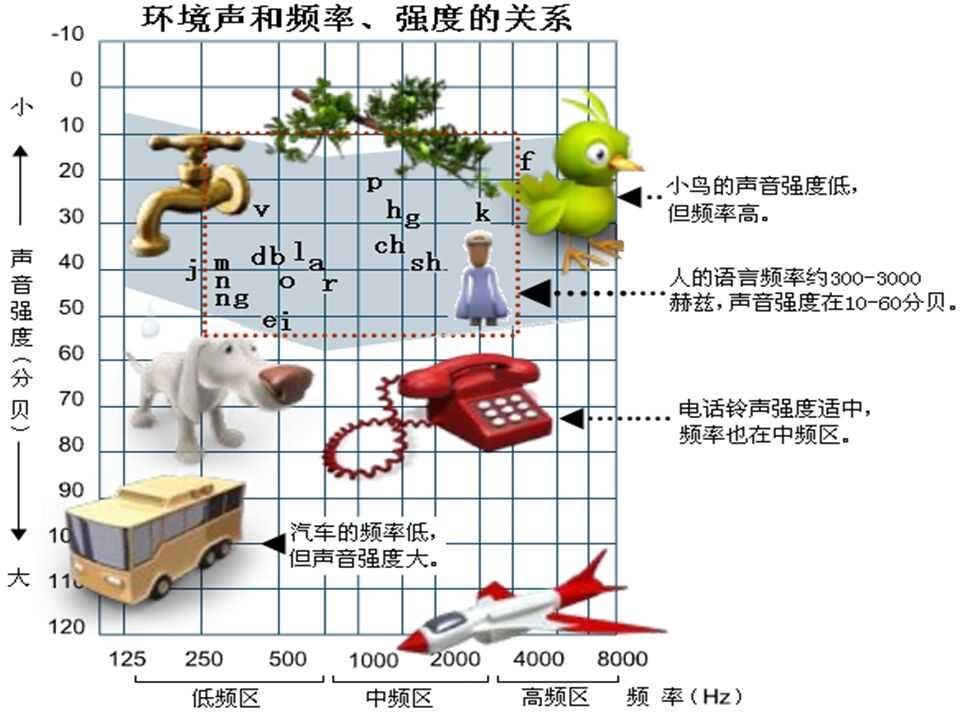 环境声和频率、强度的关系
-10
0
10
20
30
40
50
60
70
80
90
10
110
120
小
声音强度(分贝)
大
f
p
v
h
g
k
ch
sh
d b l a
j m
n o r
ng
e i
小鸟的声音强度低,
但频率高。
人的语言频率约300-3000
赫兹,声音强度在10-60分贝。
电话铃声强度适中,
频率也在中频区。
汽车的频率低,
但声音强度大。
125 250 500 1000 2000 4000 8000
低频区 中频区 高频区 频 率(Hz)